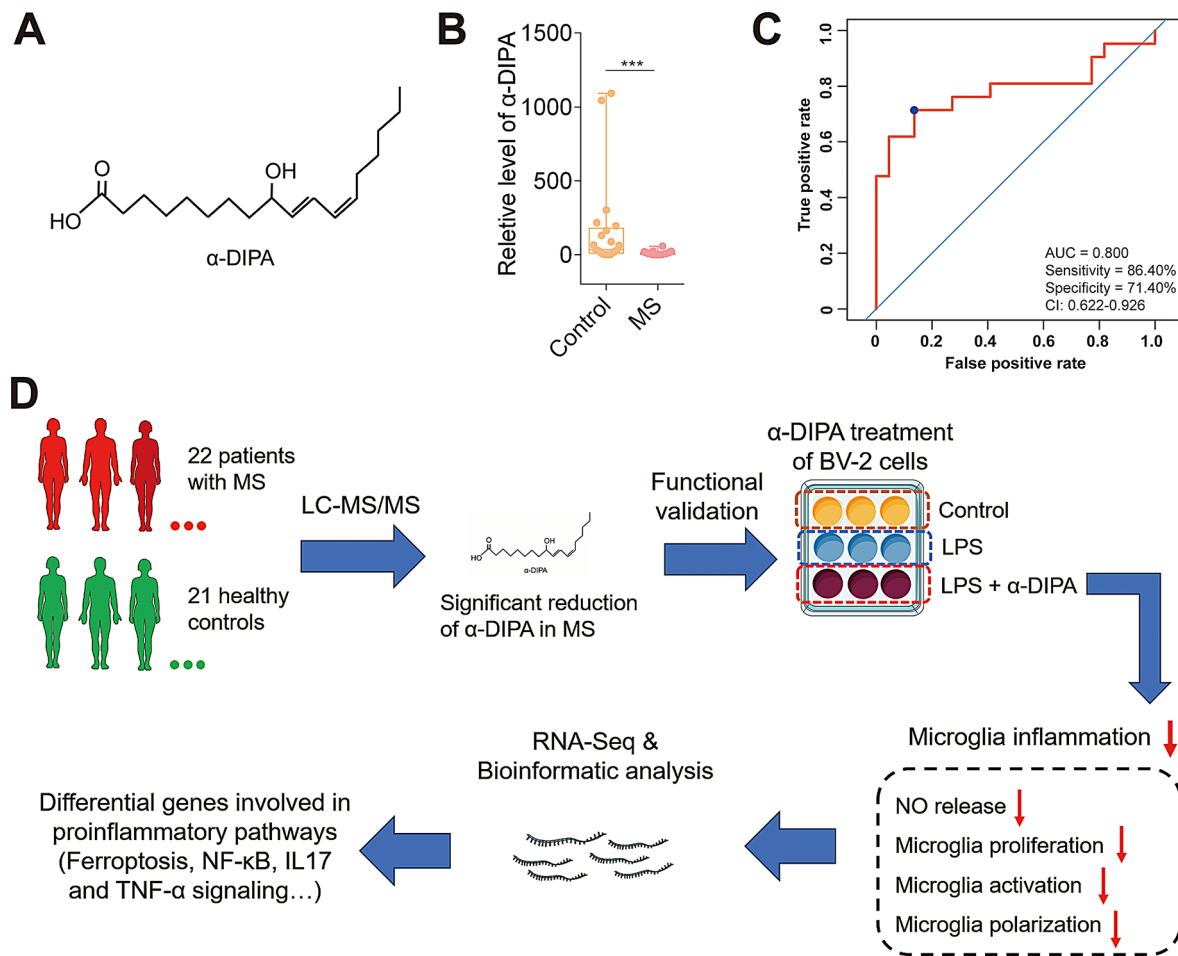 A
O
OH
HO
α-DIPA
B
Reletive level of α-DIPA
1500
1000
500
0
***
Control
MS
C
True positive rate
1.0
0.8
0.6
0.4
0.2
0
AUC = 0.800
Sensitivity = 86.40%
Specificity = 71.40%
CI: 0.622-0.926
0 0.2 0.4 0.6 0.8 1.0
False positive rate
D
22 patients
with MS
21 healthy
controls
LC-MS/MS
O
OH
HO
α-DIPA
Significant reduction
of α-DIPA in MS
Functional
validation
α-DIPA treatment
of BV-2 cells
Control
LPS
LPS + α-DIPA
Microglia inflammation
NO release
Microglia proliferation
Microglia activation
Microglia polarization
RNA-Seq &
Bioinformatic analysis
Differential genes involved in
proinflammatory pathways
(Ferroptosis, NF-κB, IL17
and TNF-α signaling…)